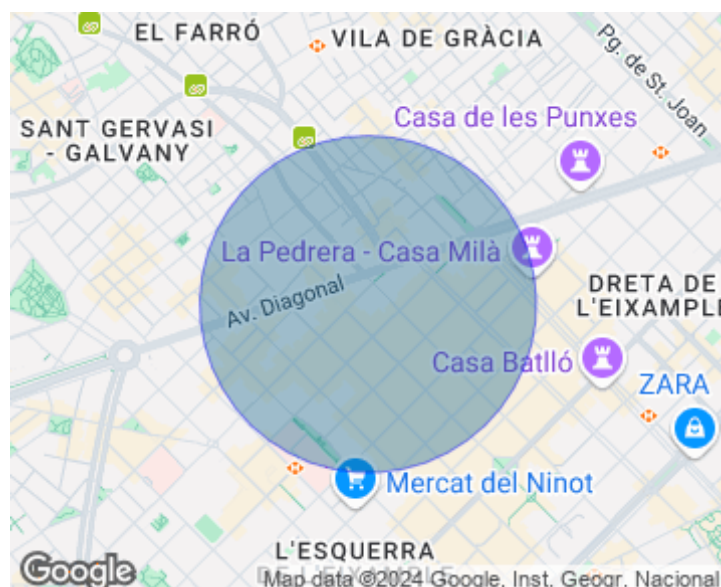 EL FARRÓ
VILA DE GRÀCIA
Pg. de St. Joan
SANT GERVASI
- GALVANY
Casa de les Punxes
La Pedrera - Casa Milà
Av. Diagonal
DRETA DE
L'EIXAMPLE
Casa Batlló
ZARA
Mercat del Ninot
L'ESQUERRA
DE L'EIXAMPLE
Google
Map data ©2024 Google, Inst. Geogr. Nacional